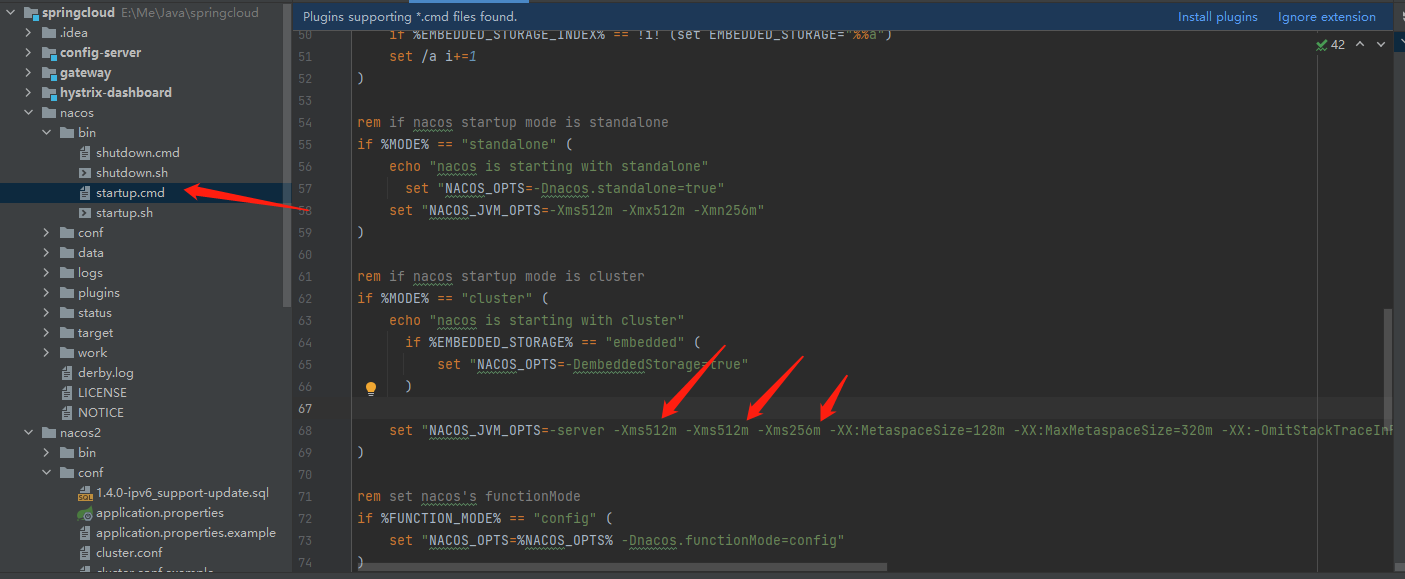 springcloud E:\Me\Java\springcloud
.idea
config-server
gateway
hystrix-dashboard
nacos
bin
shutdown.cmd
shutdown.sh
startup.cmd
startup.sh
conf
data
logs
plugins
status
target
work
derby.log
LICENSE
NOTICE
nacos2
bin
conf
1.4.0-ipv6_support-update.sql
application.properties
application.properties.example
cluster.conf
cluster.conf.example
Plugins supporting *.cmd files found. Install plugins Ignore extension
42
50 if %EMBEDDED_STORAGE_INDEX% == !i! (set EMBEDDED_STORAGE="%%a")
51 set /a i+=1
52 )
53
54 rem if nacos startup mode is standalone
55 if %MODE% == "standalone" (
56 echo "nacos is starting with standalone"
57 set "NACOS_OPTS=-Dnacos.standalone=true"
58 set "NACOS_JVM_OPTS=-Xms512m -Xmx512m -Xmn256m"
59 )
60
61 rem if nacos startup mode is cluster
62 if %MODE% == "cluster" (
63 echo "nacos is starting with cluster"
64 if %EMBEDDED_STORAGE% == "embedded" (
65 set "NACOS_OPTS=-DembeddedStorage=true"
66 )
67
68 set "NACOS_JVM_OPTS=-server -Xms512m -Xms512m -Xms256m -XX:MetaspaceSize=128m -XX:MaxMetaspaceSize=320m -XX:-OmitStackTraceInF
69 )
70
71 rem set nacos's functionMode
72 if %FUNCTION_MODE% == "config" (
73 set "NACOS_OPTS=%NACOS_OPTS% -Dnacos.functionMode=config"
74 )